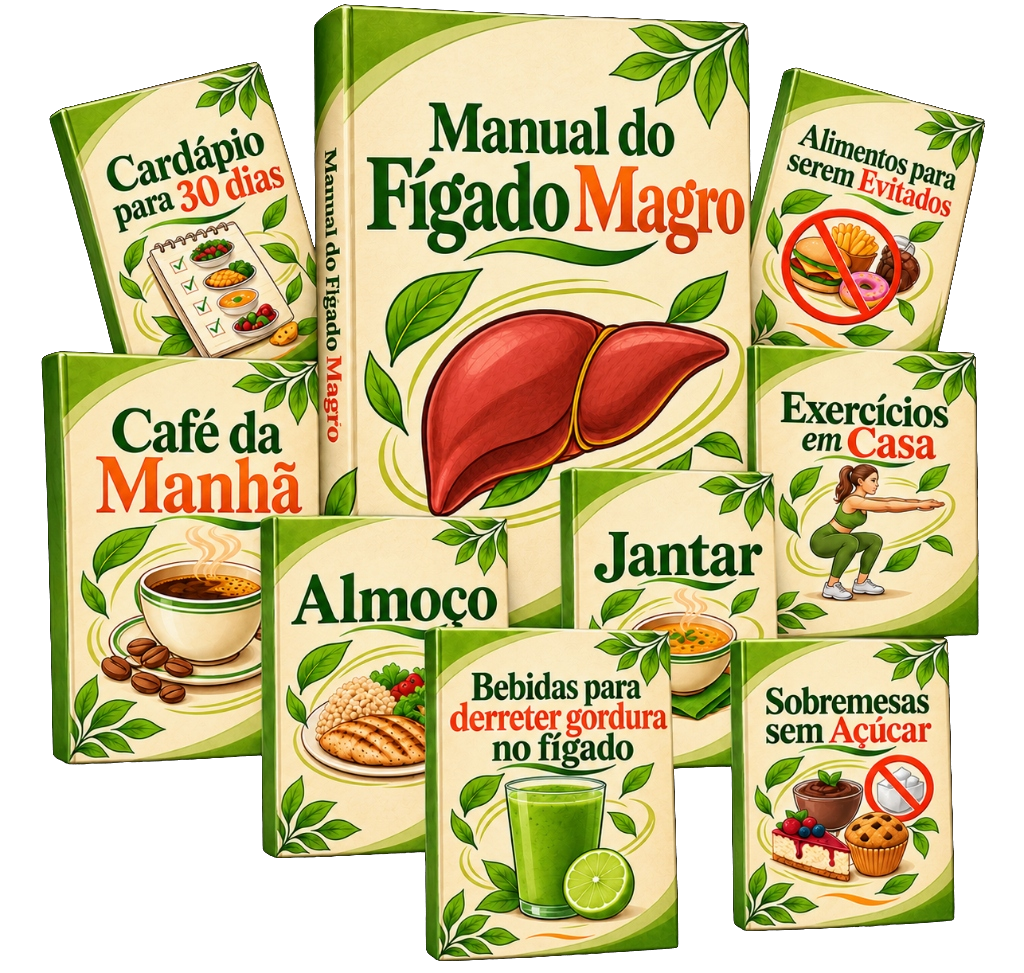 Manual do
Fígado Magro
Manual do Fígado Magro
Cardápio
para 30 dias
Alimentos para
serem Evitados
Café da
Manhã
Exercícios
em Casa
Almoço
Jantar
Bebidas para
derreter gordura
no fígado
Sobremesas
sem Açúcar